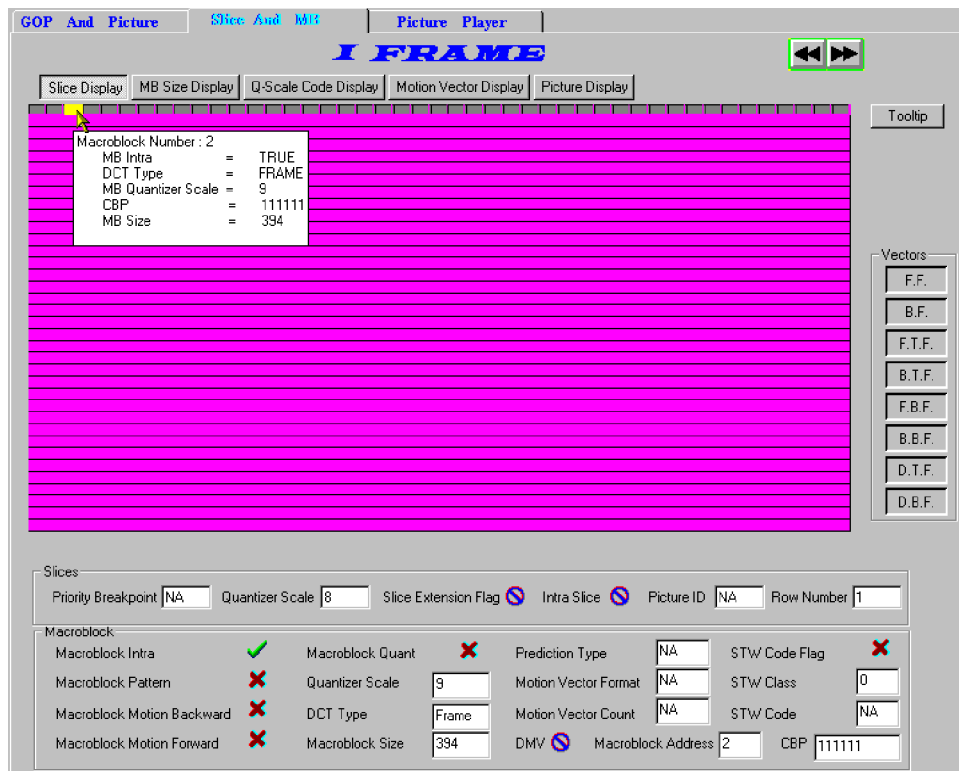 GOP And Picture Slice And MB Picture Player
I FRAME
Slice Display MB Size Display Q-Scale Code Display Motion Vector Display Picture Display
Tooltip
Macroblock Number : 2
MB Intra = TRUE
DCT Type = FRAME
MB Quantizer Scale = 9
CBP = 111111
MB Size = 394
Vectors
F.F.
B.F.
F.T.F.
B.T.F.
F.B.F.
B.B.F.
D.T.F.
D.B.F.
Slices
Priority Breakpoint NA Quantizer Scale 8 Slice Extension Flag Intra Slice Picture ID NA Row Number 1
Macroblock
Macroblock Intra Macroblock Quant Prediction Type NA STW Code Flag
Macroblock Pattern Quantizer Scale 9 Motion Vector Format NA STW Class 0
Macroblock Motion Backward DCT Type Frame Motion Vector Count NA STW Code NA
Macroblock Motion Forward Macroblock Size 394 DMV Macroblock Address 2 CBP 111111